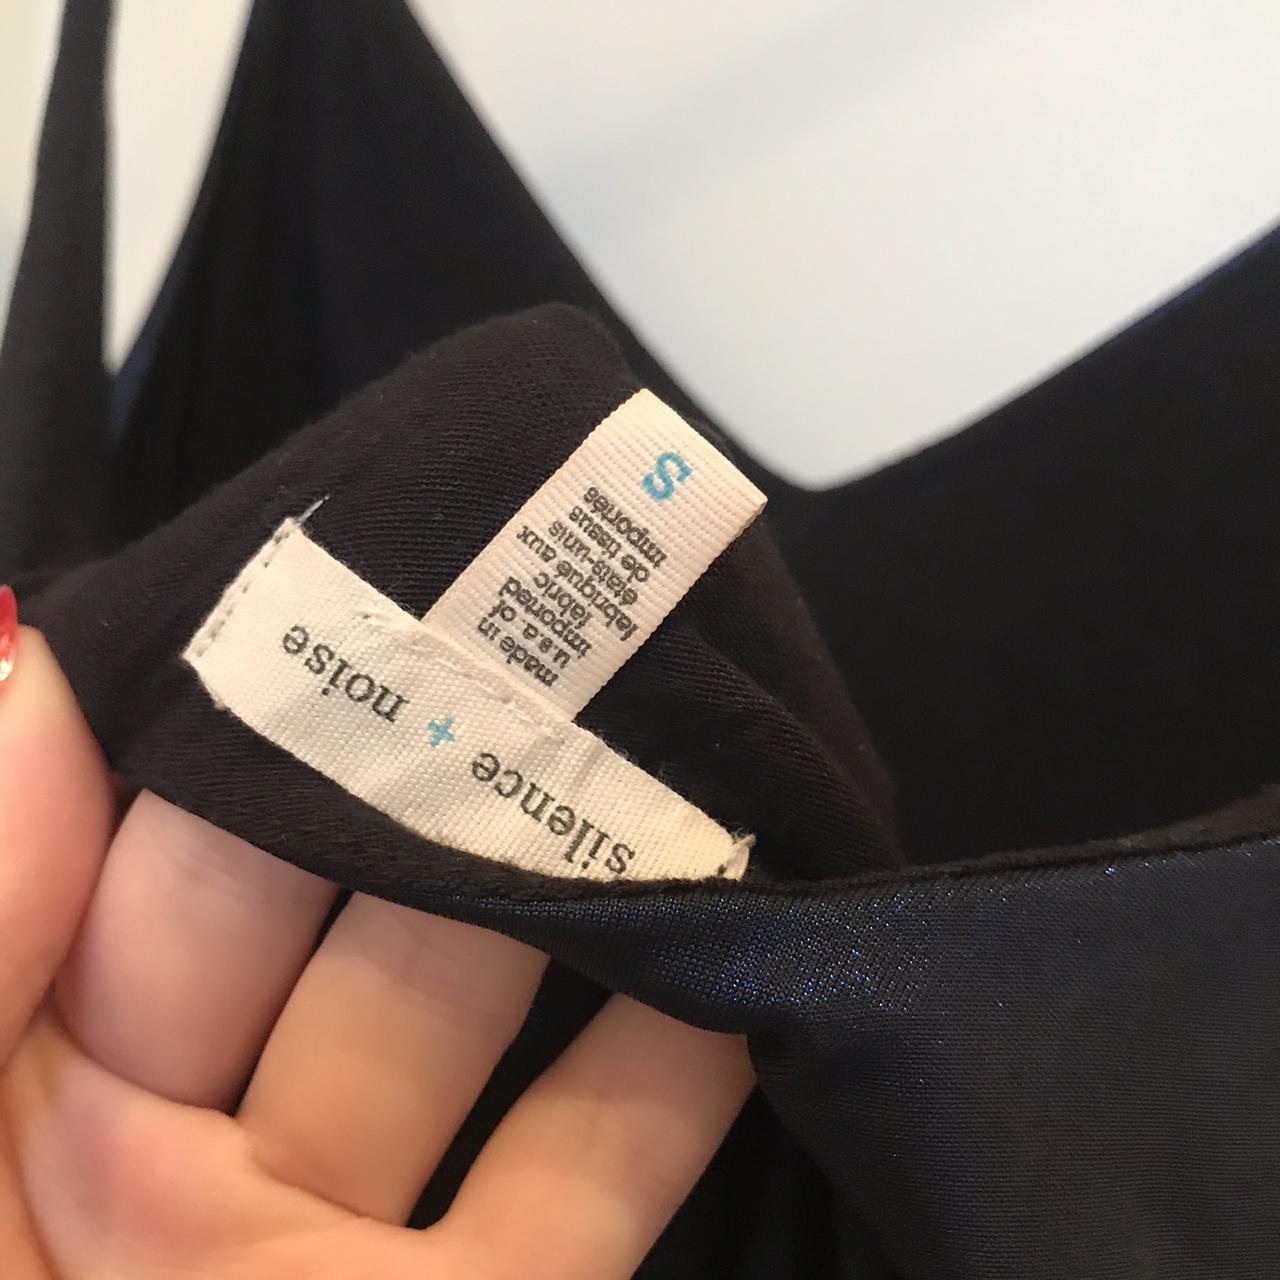 silence + noise
made in
u.s.a. of
imported
fabric
fabriqué aux
états-unis
de tissus
importés
S